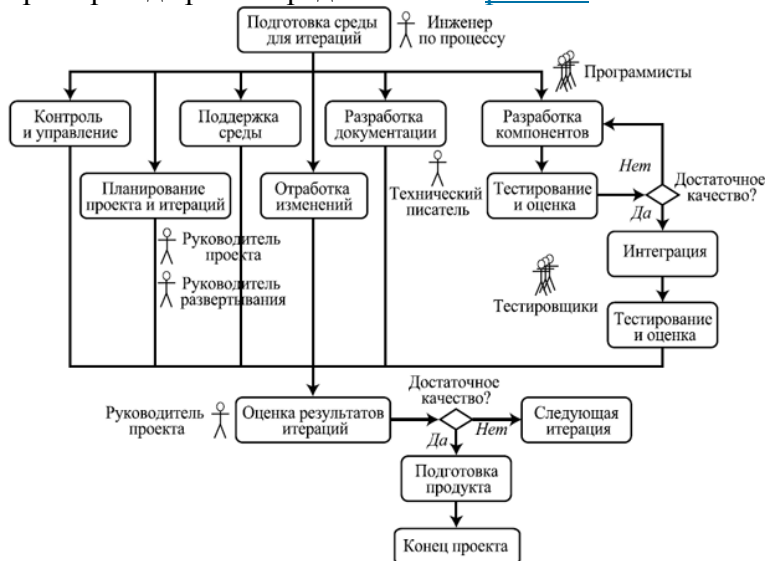 Подготовка среды
для итераций
Инженер
по процессу
Программисты
Контроль
и управление
Поддержка
среды
Разработка
документации
Разработка
компонентов
Планирование
проекта и итераций
Отработка
изменений
Технический
писатель
Тестирование
и оценка
Нет
Достаточное
качество?
Да
Руководитель
проекта
Руководитель
развертывания
Интеграция
Тестировщики
Тестирование
и оценка
Руководитель
проекта
Оценка результатов
итераций
Достаточное
качество?
Да
Нет
Следующая
итерация
Подготовка
продукта
Конец проекта